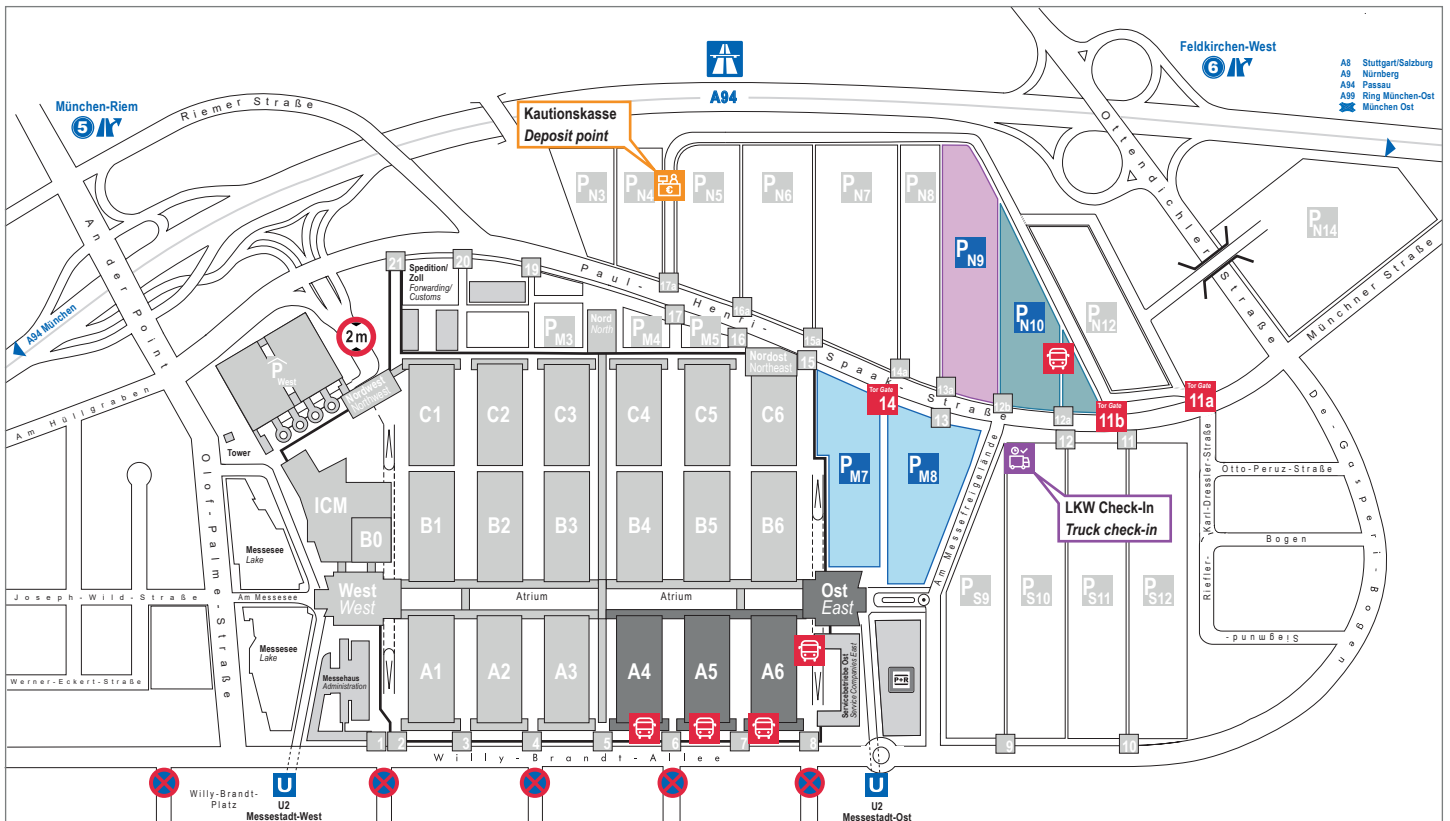 A94
Feldkirchen-West
6
A8 Stuttgart/Salzburg
A9 Nürnberg
A94 Passau
A99 Ring München-Ost
München Ost
München-Riem
5
Riemer Straße
Kautionskasse
Deposit point
€
Ottendichler Straße
An der Point
A94 München
P N3
P N4
P N5
P N6
P N7
P N8
P N9
P N10
P N12
P N14
Münchner Straße
21
20
19
Spedition/
Zoll
Forwarding/
Customs
Paul-Henri-Spaak-Straße
17a
17
16a
16
15a
15
14a
13a
13
12b
12a
12
11
Tor Gate
14
Tor Gate
11b
Tor Gate
11a
2 m
P West
Nordwest
Northwest
Nord
North
P M3
P M4
P M5
Nordost
Northeast
P M7
P M8
Am Hüllgraben
Tower
Olof-Palme-Straße
C1
C2
C3
C4
C5
C6
ICM
B0
B1
B2
B3
B4
B5
B6
LKW Check-In
Truck check-in
Am Messefreigelände
Riefler-
Karl-Dressler-Straße
Otto-Peruz-Straße
Bogen
Siegmund-
De-Gasperi-Bogen
Messesee
Lake
West
West
Atrium
Atrium
Ost
East
Joseph-Wild-Straße
Am Messesee
P S9
P S10
P S11
P S12
Messesee
Lake
Messehaus
Administration
Werner-Eckert-Straße
A1
A2
A3
A4
A5
A6
Servicebetriebe Ost
Service Companies East
P+R
1
2
3
4
5
6
7
8
9
10
Willy-Brandt-Allee
Willy-Brandt-
Platz
U
U2
Messestadt-West
U
U2
Messestadt-Ost